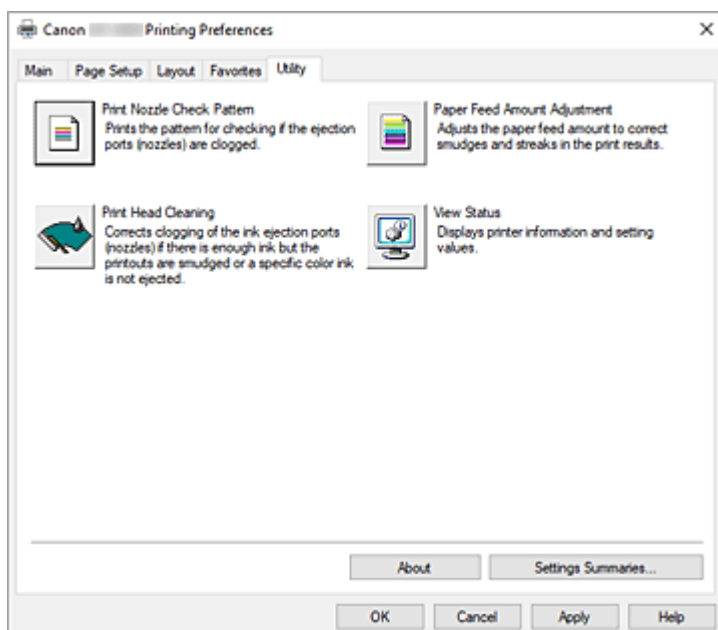 Canon Printing Preferences
Main Page Setup Layout Favorites Utility
Print Nozzle Check Pattern
Prints the pattern for checking if the ejection
ports (nozzles) are clogged.
Paper Feed Amount Adjustment
Adjusts the paper feed amount to correct
smudges and streaks in the print results.
Print Head Cleaning
Corrects clogging of the ink ejection ports
(nozzles) if there is enough ink but the
printouts are smudged or a specific color ink
is not ejected.
View Status
Displays printer information and setting
values.
About Settings Summaries...
OK Cancel Apply Help